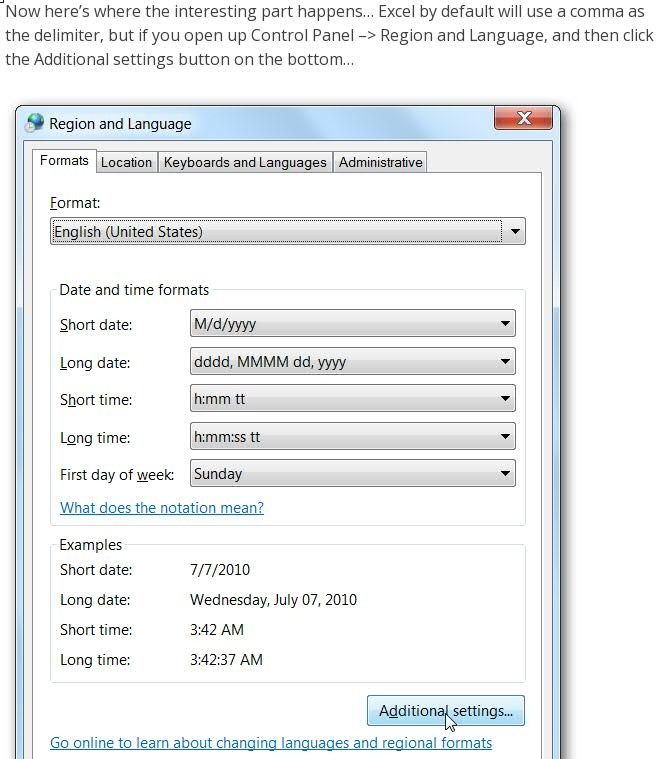 Now here's where the interesting part happens… Excel by default will use a comma as
the delimiter, but if you open up Control Panel –> Region and Language, and then click
the Additional settings button on the bottom…
Region and Language
Formats Location Keyboards and Languages Administrative
Format:
English (United States)
Date and time formats
Short date: M/d/yyyy
Long date: dddd, MMMM dd, yyyy
Short time: h:mm tt
Long time: h:mm:ss tt
First day of week: Sunday
What does the notation mean?
Examples
Short date: 7/7/2010
Long date: Wednesday, July 07, 2010
Short time: 3:42 AM
Long time: 3:42:37 AM
Additional settings...
Go online to learn about changing languages and regional formats